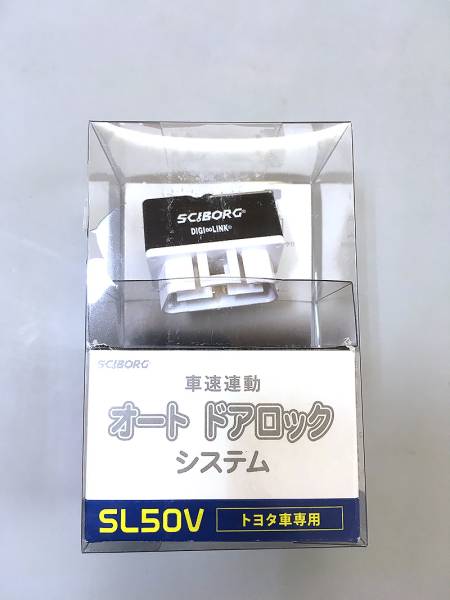 SCIBORG®
DIGI∞LINK®
SCIBORG®
車速連動
オート ドアロック
システム
SL50V
トヨタ車専用